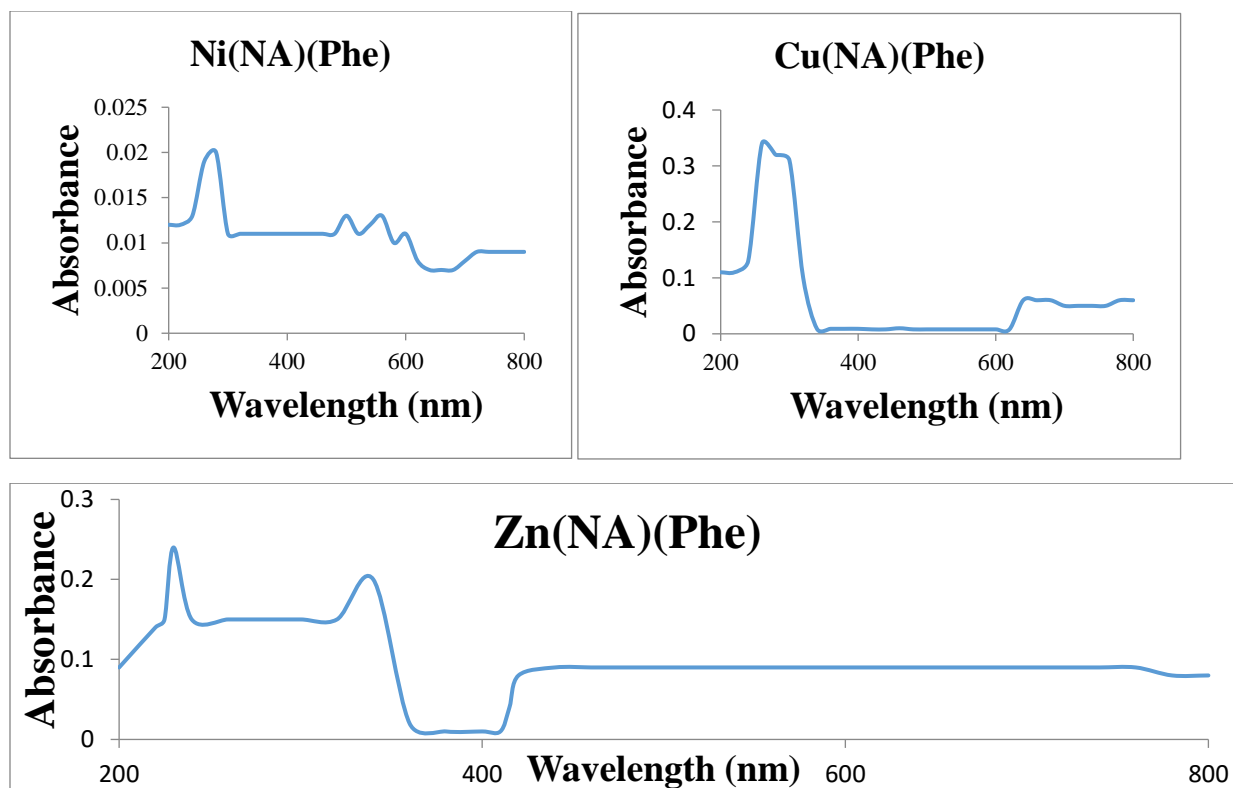 Ni(NA)(Phe)
Absorbance
0.025
0.02
0.015
0.01
0.005
0
200 400 600 800
Wavelength (nm)
Cu(NA)(Phe)
Absorbance
0.4
0.3
0.2
0.1
0
200 400 600 800
Wavelength (nm)
Zn(NA)(Phe)
Absorbance
0.3
0.2
0.1
0
200 400 600 800
Wavelength (nm)